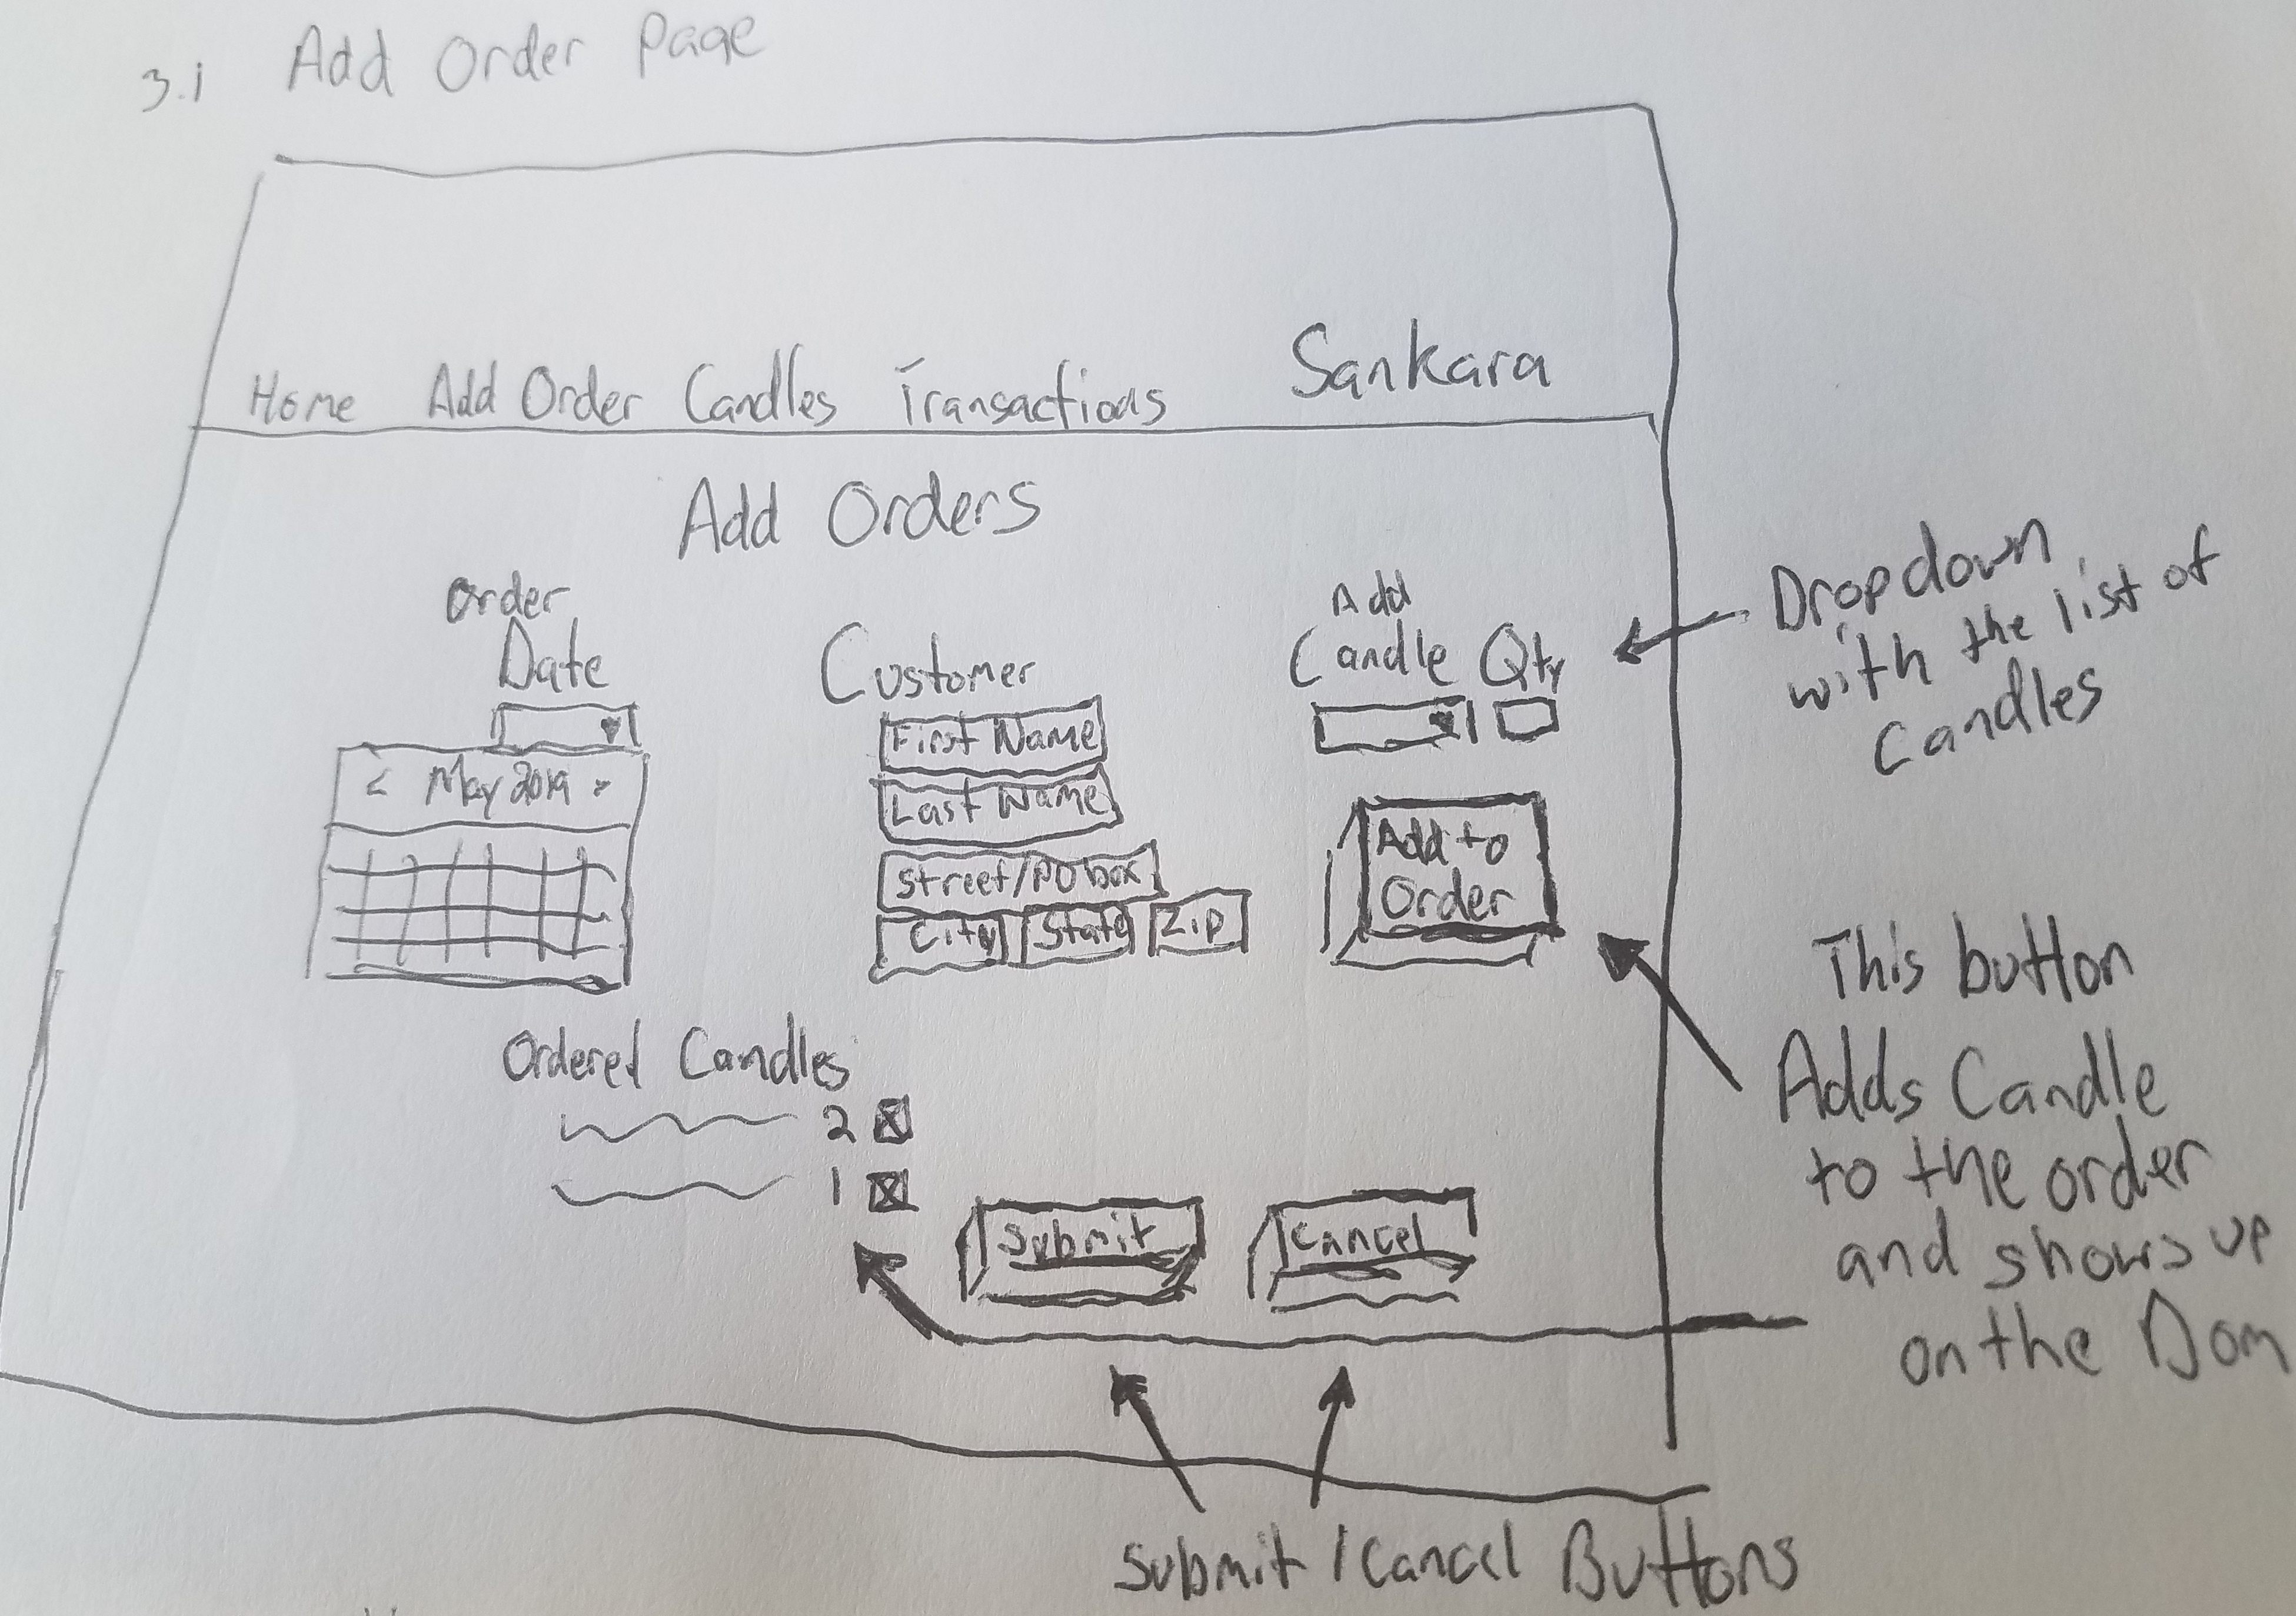 3.1 Add Order Page
Home Add Order Candles Transactions Sankara
Add Orders
Order
Date
< May 2019 >
Customer
First Name
Last Name
Street/PO box
City State Zip
Add
Candle Qty
Add to
Order
Dropdown
with the list of
Candles
This button
Adds Candle
to the order
and shows up
on the Dom
Ordered Candles
2 X
1 X
Submit Cancel
Submit / Cancel Buttons